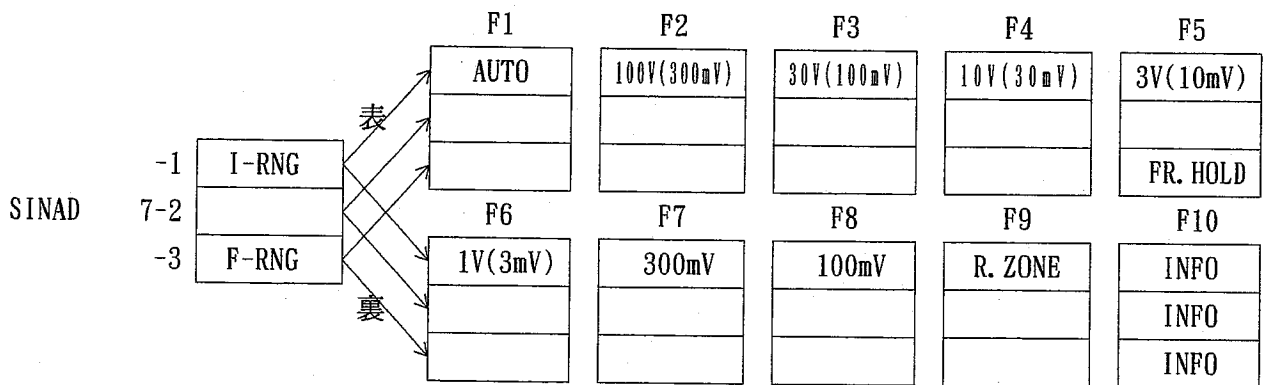 F1 F2 F3 F4 F5
AUTO 100V(300mV) 30V(100mV) 10V(30mV) 3V(10mV)
表
-1 I-RNG
FR.HOLD
SINAD 7-2
F6 F7 F8 F9 F10
-3 F-RNG
1V(3mV) 300mV 100mV R.ZONE INFO
裏
INFO
INFO